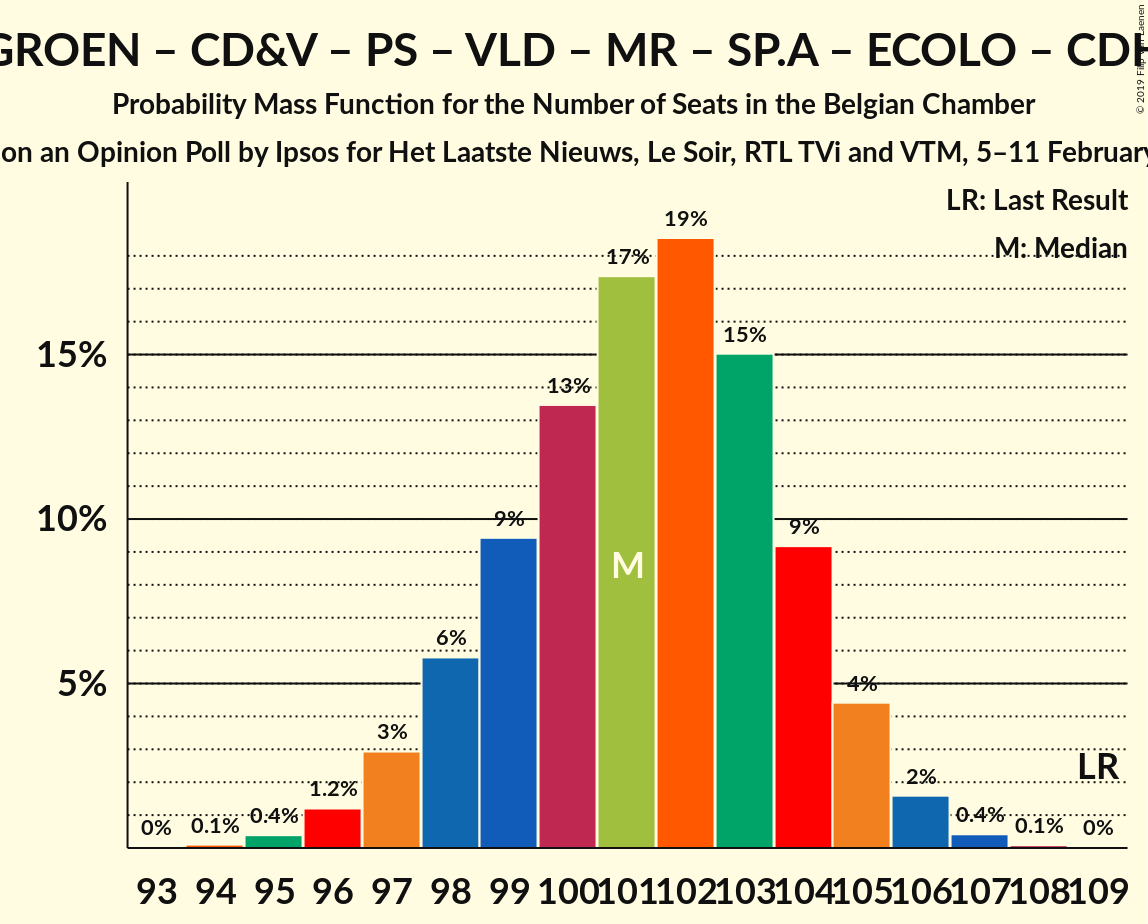 GROEN – CD&V – PS – VLD – MR – SP.A – ECOLO – CDH
Probability Mass Function for the Number of Seats in the Belgian Chamber
on an Opinion Poll by Ipsos for Het Laatste Nieuws, Le Soir, RTL TVi and VTM, 5–11 February
© 2019 Filip van Laenen
LR: Last Result
M: Median
15%
10%
5%
0%
0.1%
0.4%
1.2%
3%
6%
9%
13%
17%
19%
15%
9%
4%
2%
0.4%
0.1%
0%
M
LR
93 94 95 96 97 98 99 100 101 102 103 104 105 106 107 108 109